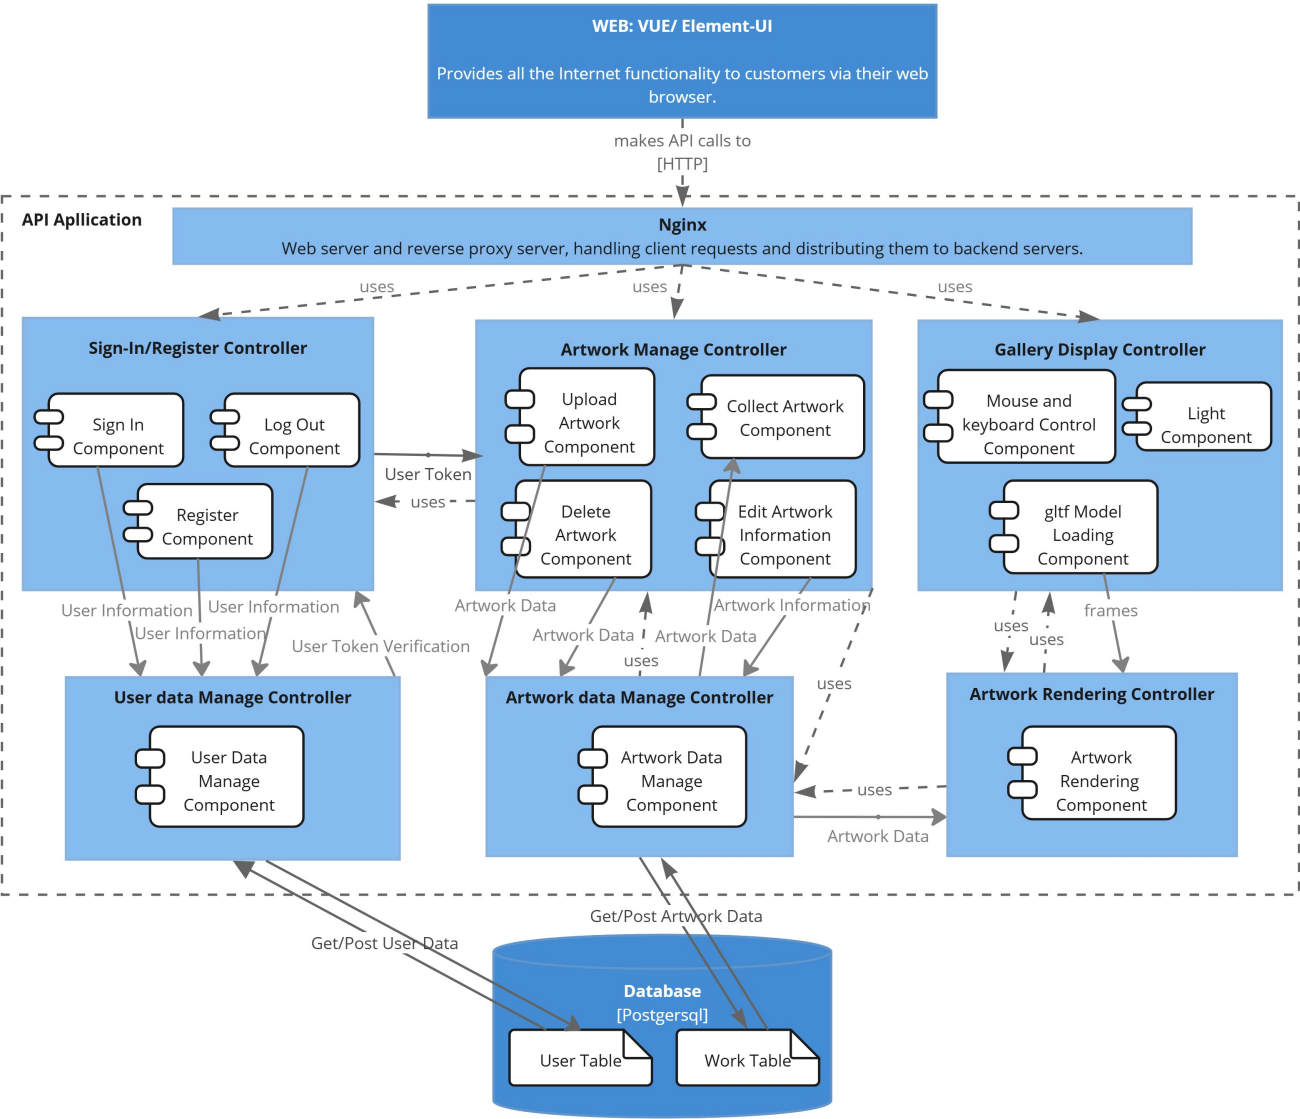 WEB: VUE/ Element-UI
Provides all the Internet functionality to customers via their web
browser.
makes API calls to
[HTTP]
API Apllication
Nginx
Web server and reverse proxy server, handling client requests and distributing them to backend servers.
uses
uses
uses
Sign-In/Register Controller
Sign In
Component
Log Out
Component
Register
Component
User Token
uses
Artwork Manage Controller
Upload
Artwork
Component
Collect Artwork
Component
Delete
Artwork
Component
Edit Artwork
Information
Component
Gallery Display Controller
Mouse and
keyboard Control
Component
Light
Component
gltf Model
Loading
Component
User Information
User Information
User Information
User Token Verification
Artwork Data
Artwork Data
uses
Artwork Data
Artwork Information
uses
uses
uses
frames
User data Manage Controller
User Data
Manage
Component
Artwork data Manage Controller
Artwork Data
Manage
Component
uses
Artwork Data
Artwork Rendering Controller
Artwork
Rendering
Component
Get/Post User Data
Get/Post Artwork Data
Database
[Postgersql]
User Table
Work Table